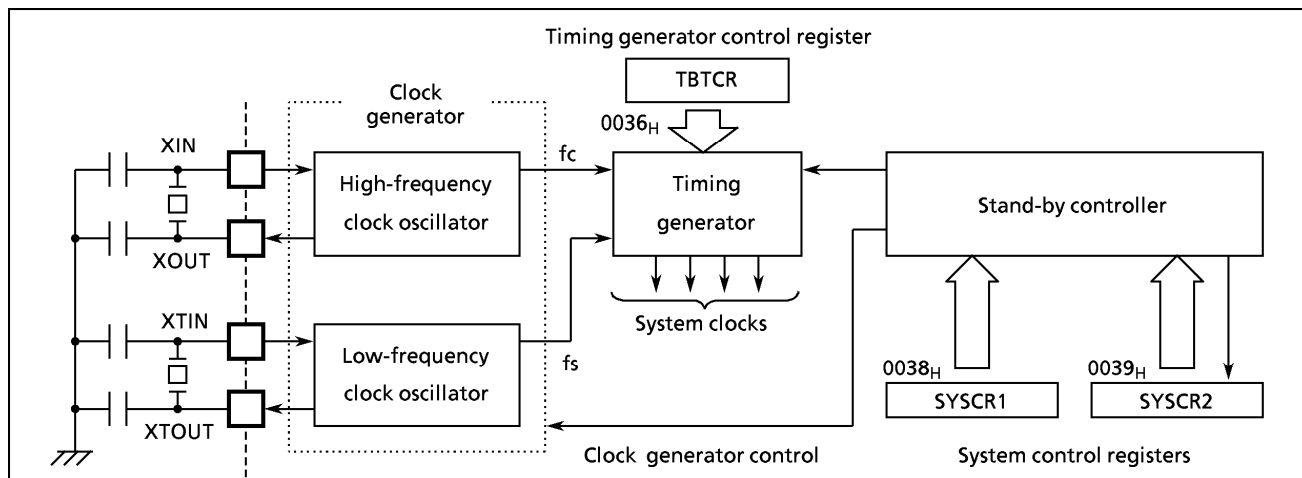 Timing generator control register
TBTCR
Clock
generator
0036H
XIN
fc
High-frequency
clock oscillator
Timing
generator
Stand-by controller
XOUT
System clocks
XTIN
Low-frequency
clock oscillator
fs
0038H
0039H
SYSCR1
SYSCR2
XTOUT
Clock generator control
System control registers